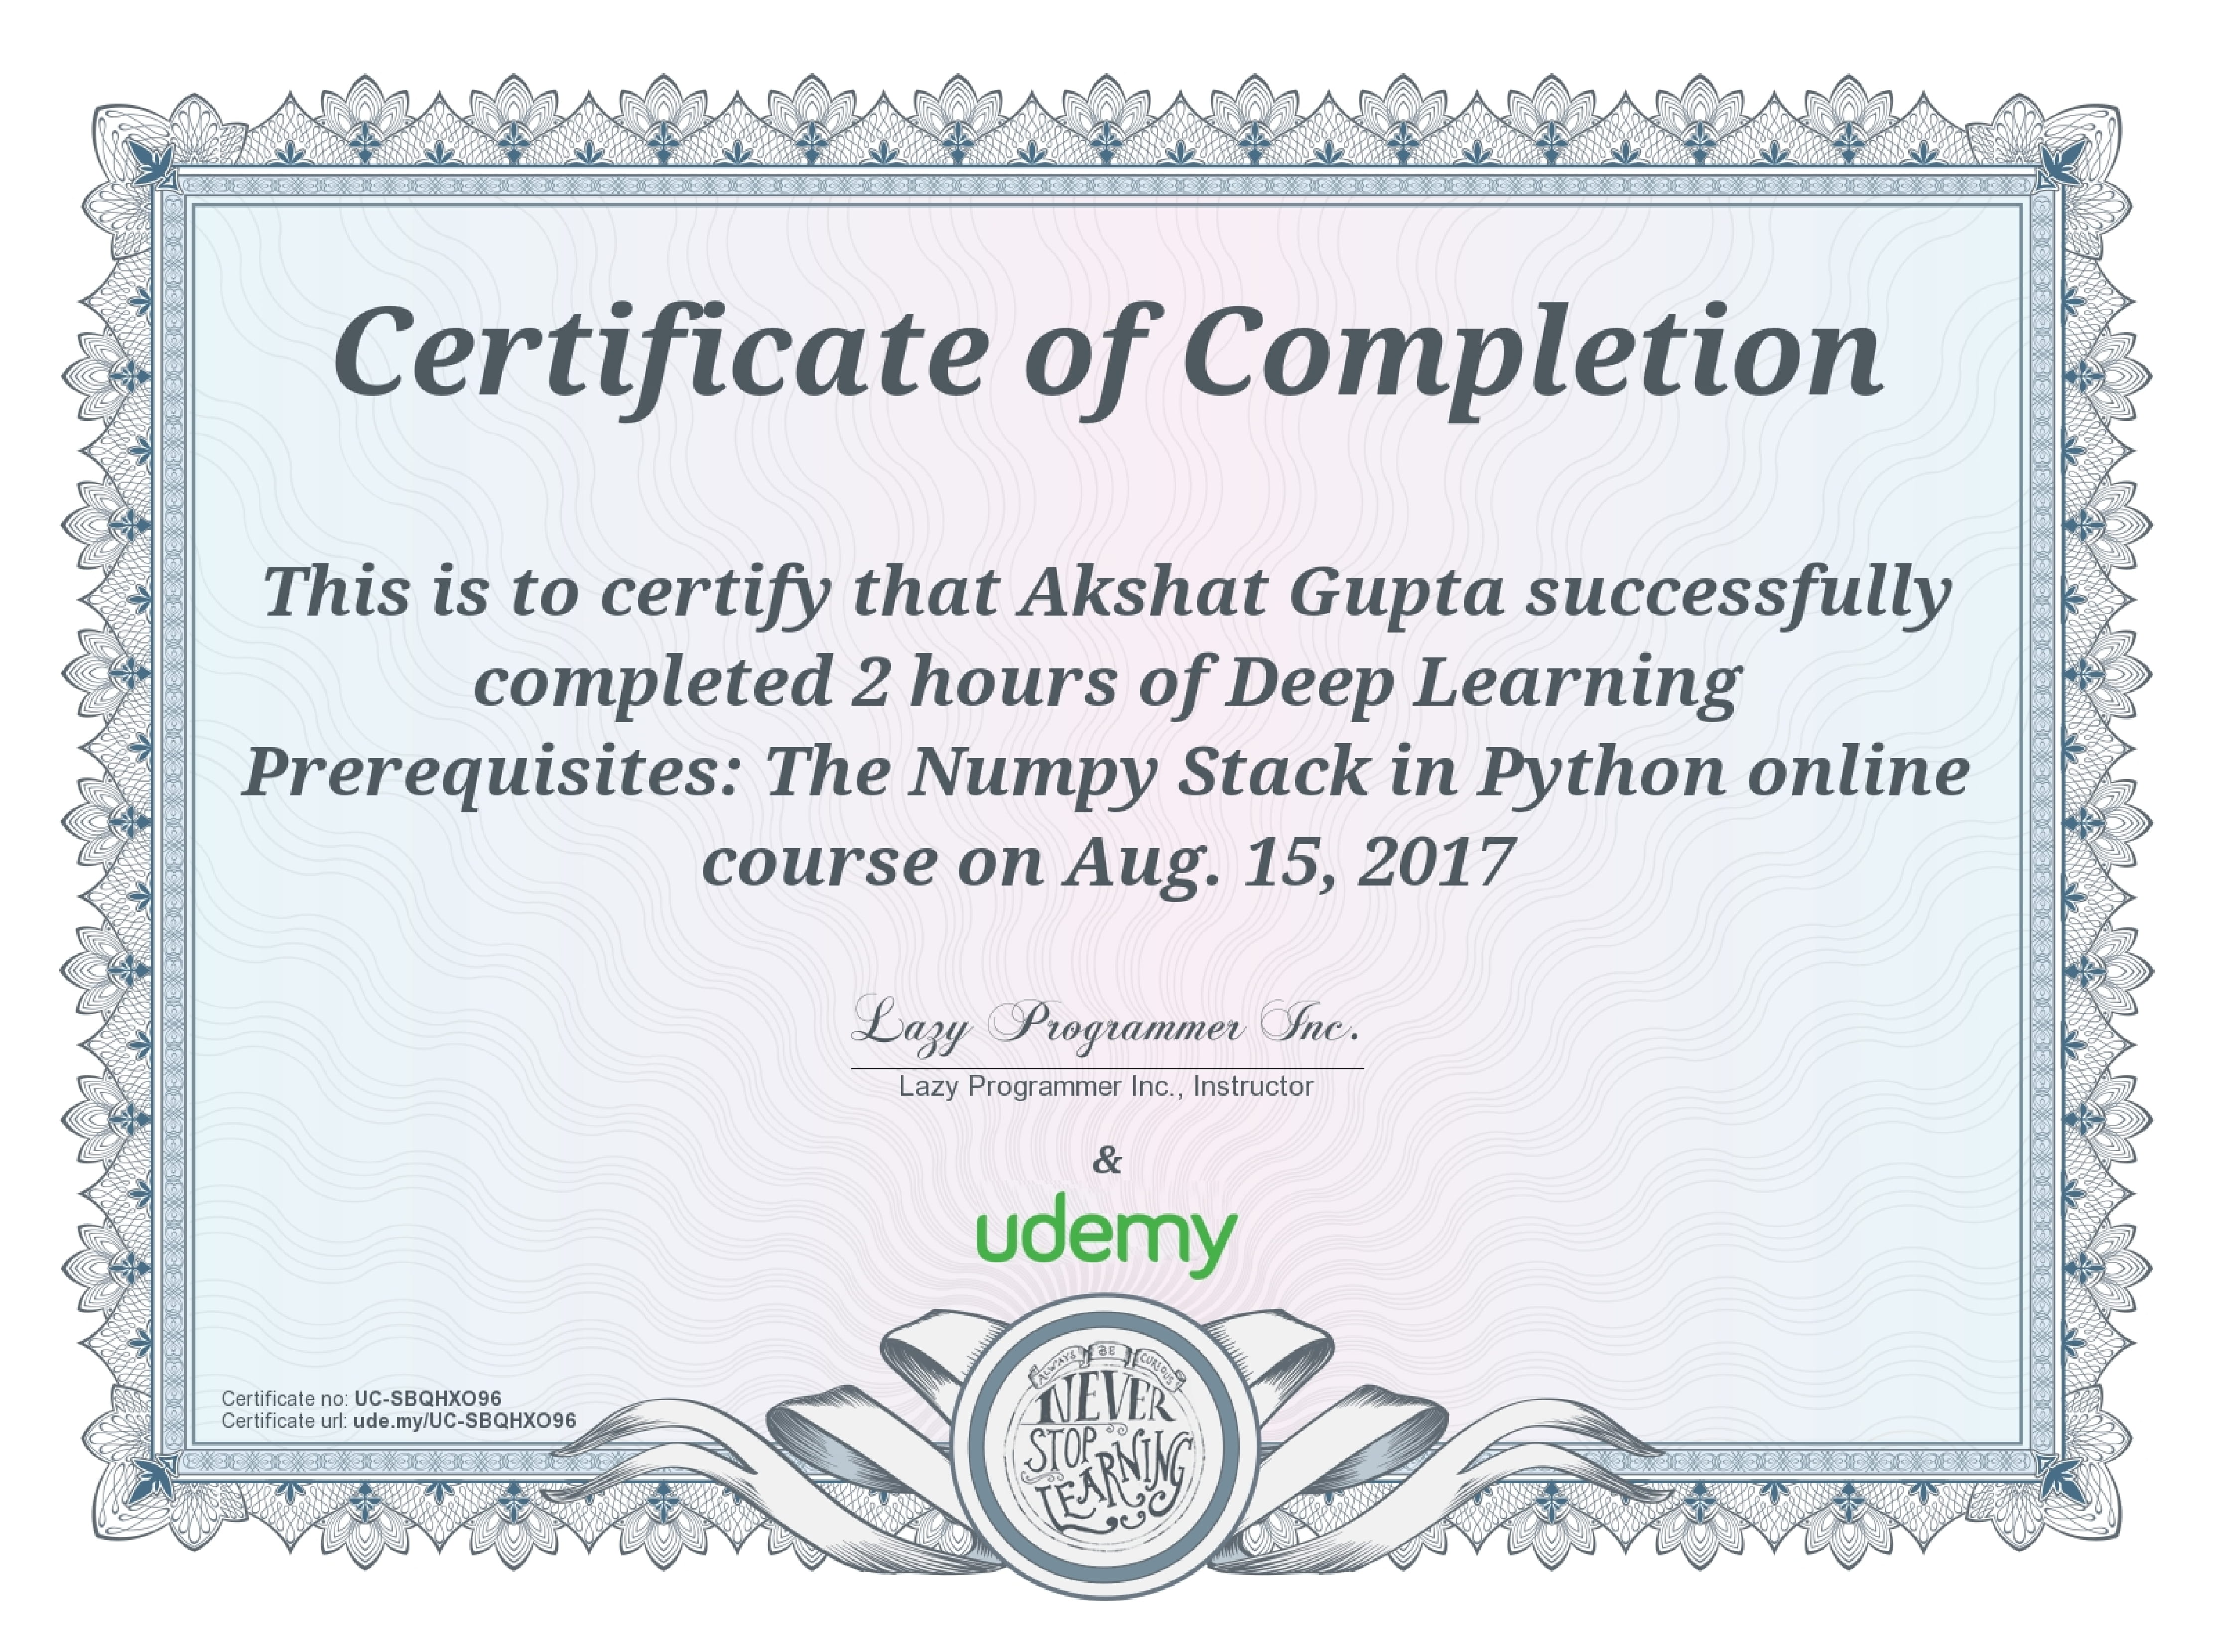 Certificate of Completion
This is to certify that Akshat Gupta successfully
completed 2 hours of Deep Learning
Prerequisites: The Numpy Stack in Python online
course on Aug. 15, 2017
Lazy Programmer Inc.
Lazy Programmer Inc., Instructor
&
udemy
Certificate no: UC-SBQHXO96
Certificate url: ude.my/UC-SBQHXO96
ALWAYS BE CURIOUS
NEVER
STOP
LEARNING